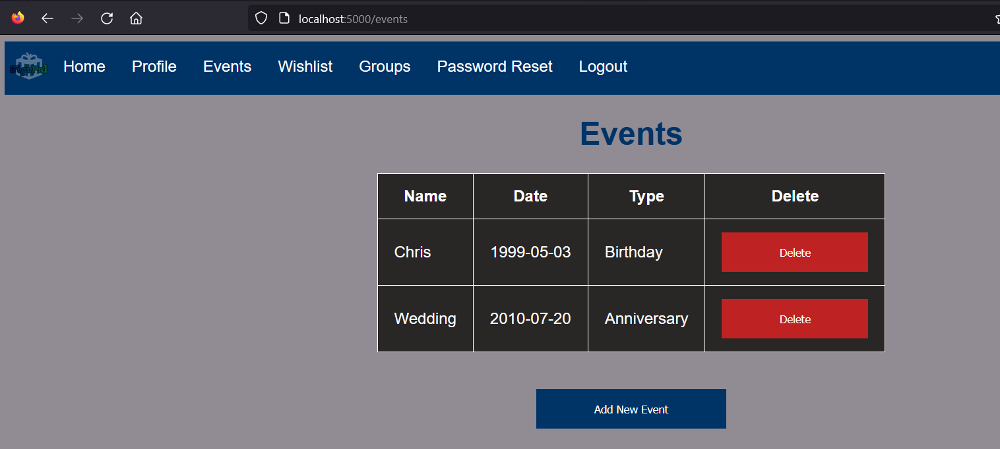 localhost:5000/events
Home Profile Events Wishlist Groups Password Reset Logout
Events
Name Date Type Delete
Chris 1999-05-03 Birthday Delete
Wedding 2010-07-20 Anniversary Delete
Add New Event